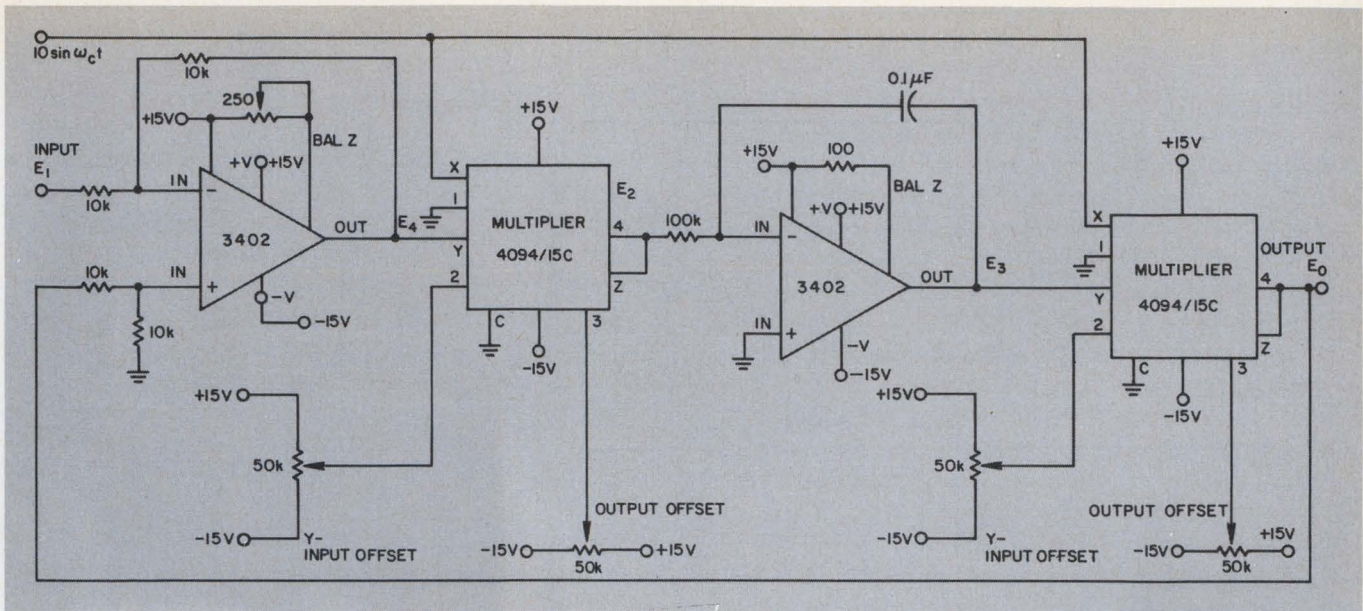 10 sin ωc t
10k
250
+15V
BAL Z
INPUT
E1
10k
IN
−
+V
+15V
3402
OUT
E4
10k
IN
+
10k
−V
−15V
+15V
X
1
Y
2
MULTIPLIER
4094/15C
E2
4
Z
C
3
−15V
+15V
50k
−15V
Y−
INPUT OFFSET
OUTPUT OFFSET
−15V
+15V
50k
100k
0.1µF
+15V
100
BAL Z
+V
+15V
IN
−
3402
OUT
E3
IN
+
−V
−15V
+15V
X
1
Y
2
MULTIPLIER
4094/15C
OUTPUT
4
E0
Z
C
3
−15V
+15V
50k
−15V
Y−
INPUT OFFSET
OUTPUT OFFSET
−15V
+15V
50k